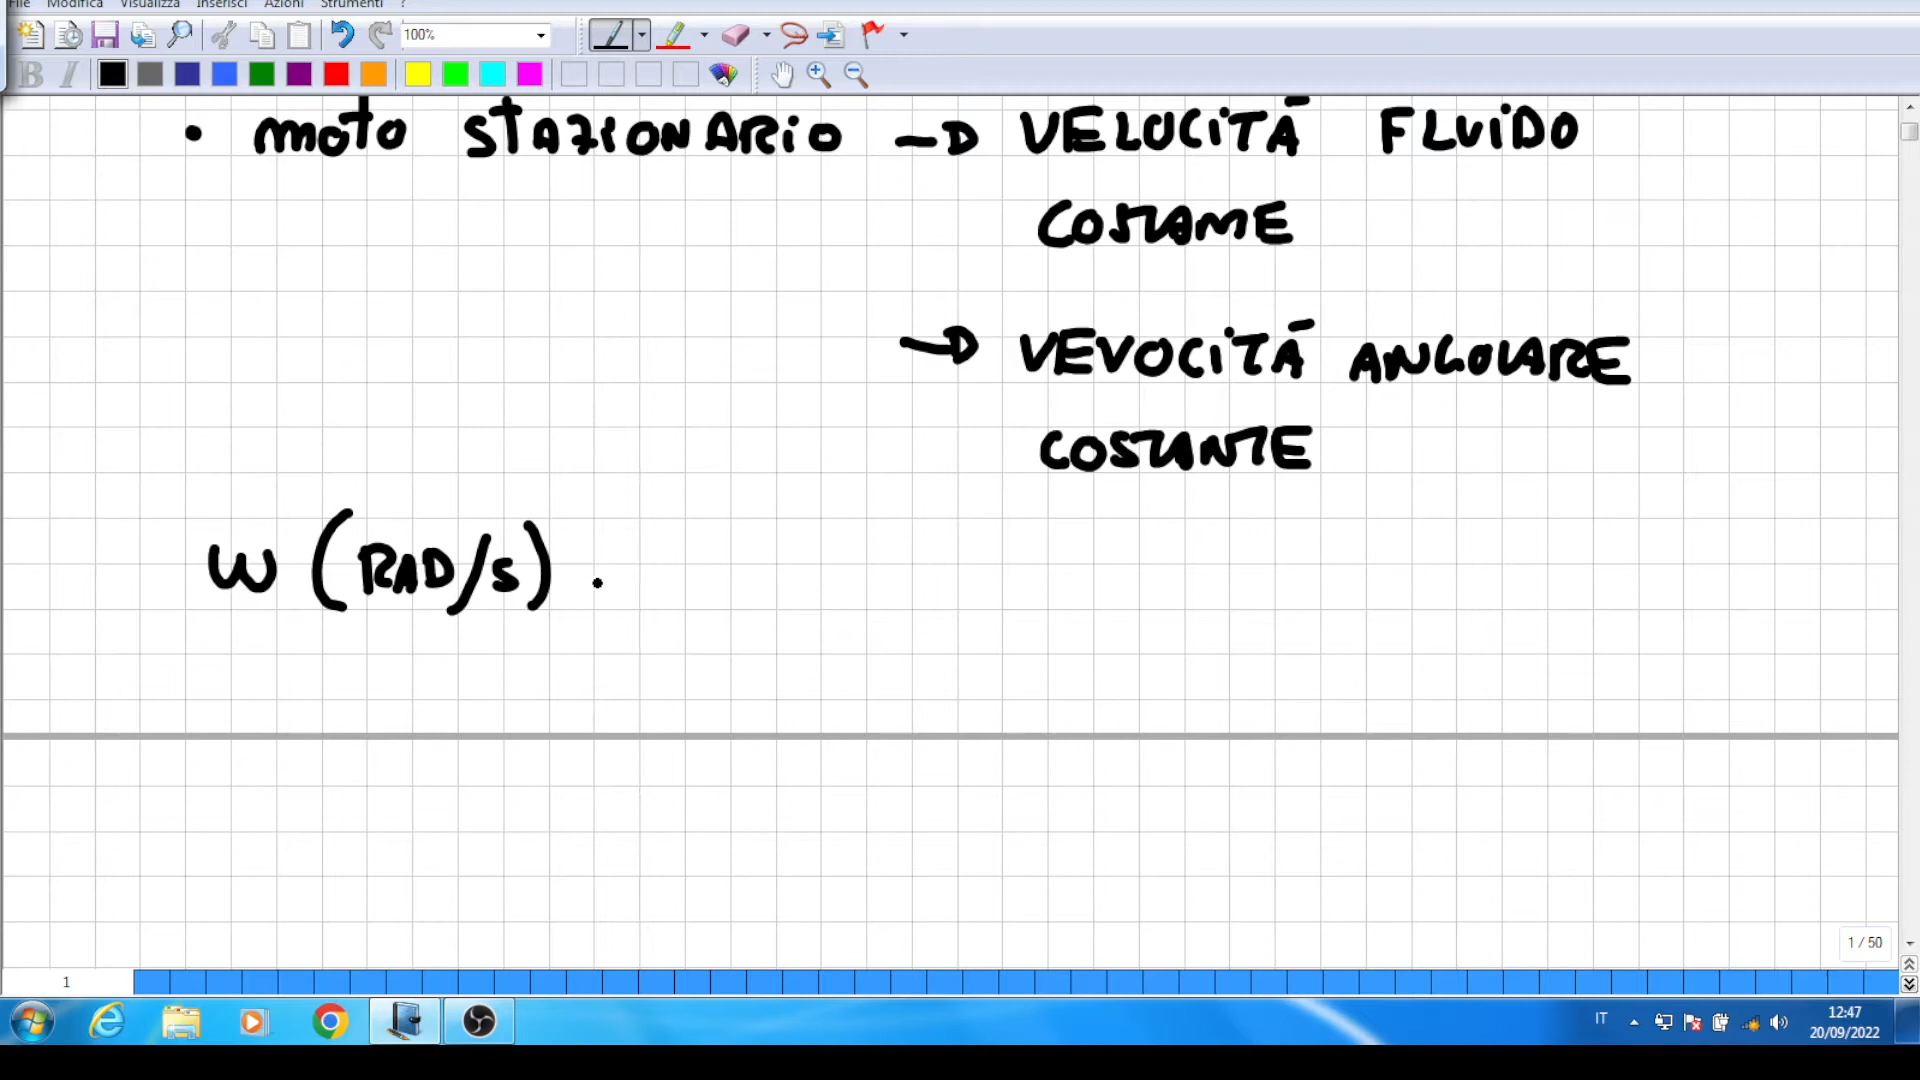 File Modifica Visualizza Inserisci Azioni Strumenti ?
100%
B I
• MOTO STAZIONARIO → VELOCITÀ FLUIDO
COSTAME
→ VEVOCITÀ ANGOLARE
COSTANTE
ω (RAD/S) .
1 / 50
1
IT
12:47
20/09/2022